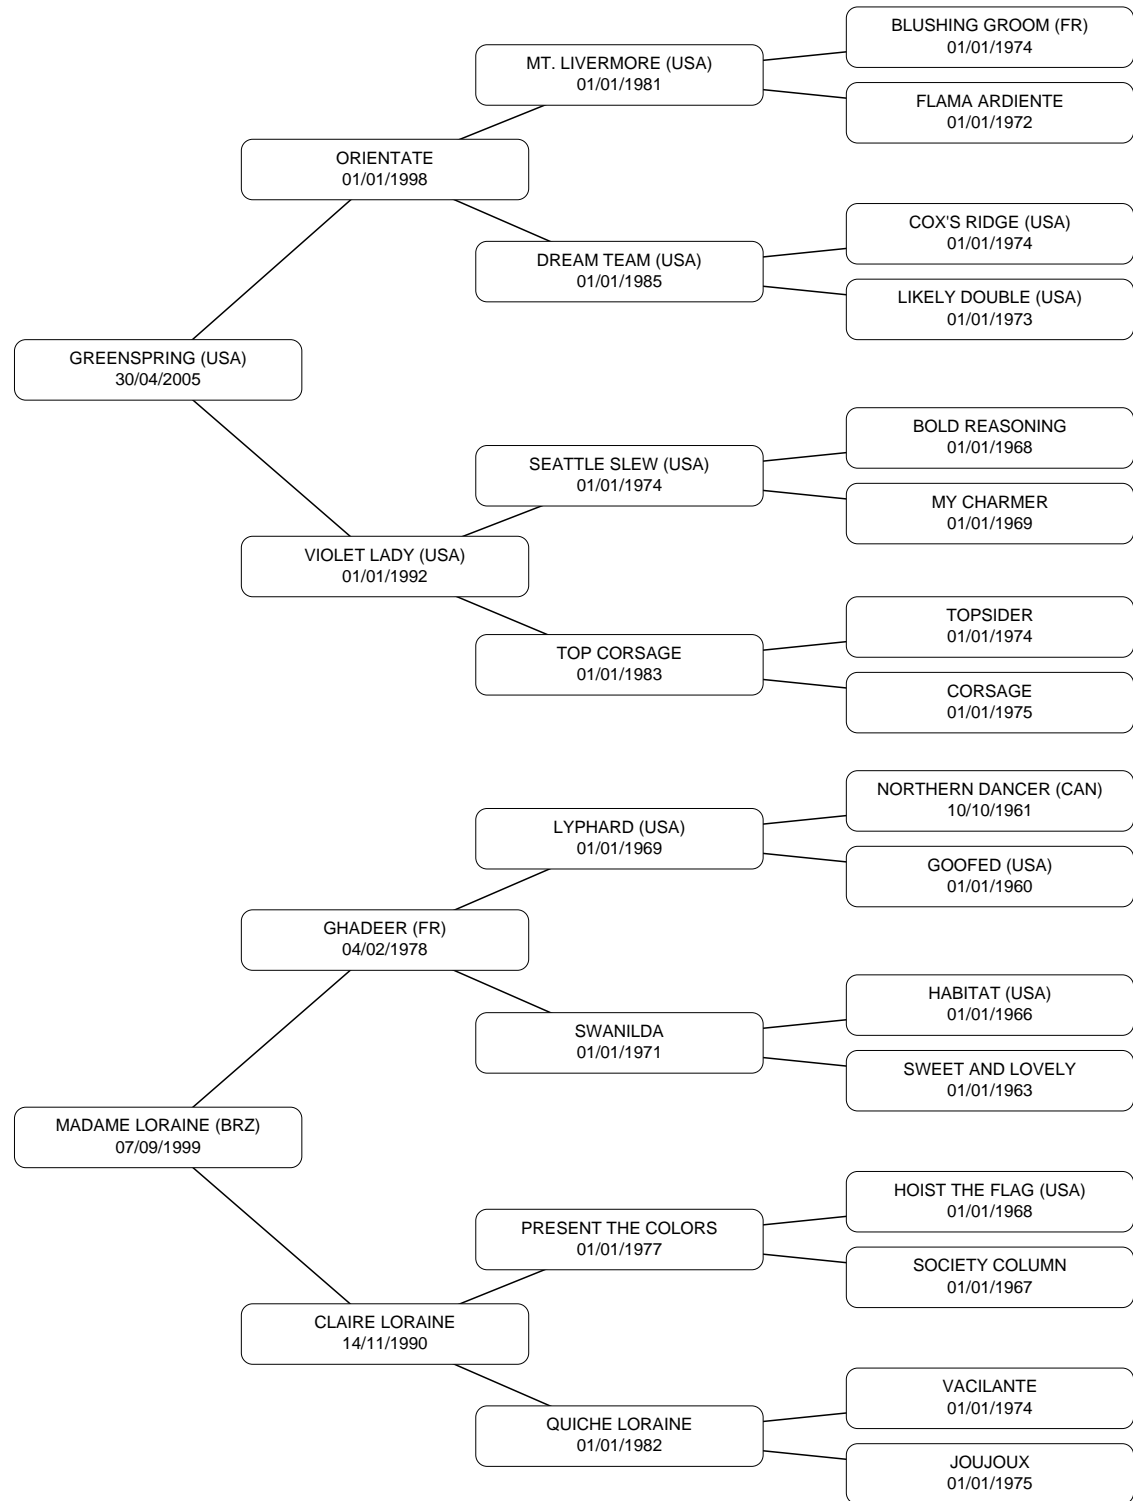 BLUSHING GROOM (FR)
01/01/1974
MT. LIVERMORE (USA)
01/01/1981
FLAMA ARDIENTE
01/01/1972
ORIENTATE
01/01/1998
COX'S RIDGE (USA)
01/01/1974
DREAM TEAM (USA)
01/01/1985
LIKELY DOUBLE (USA)
01/01/1973
GREENSPRING (USA)
30/04/2005
BOLD REASONING
01/01/1968
SEATTLE SLEW (USA)
01/01/1974
MY CHARMER
01/01/1969
VIOLET LADY (USA)
01/01/1992
TOPSIDER
01/01/1974
TOP CORSAGE
01/01/1983
CORSAGE
01/01/1975
NORTHERN DANCER (CAN)
10/10/1961
LYPHARD (USA)
01/01/1969
GOOFED (USA)
01/01/1960
GHADEER (FR)
04/02/1978
HABITAT (USA)
01/01/1966
SWANILDA
01/01/1971
SWEET AND LOVELY
01/01/1963
MADAME LORAINE (BRZ)
07/09/1999
HOIST THE FLAG (USA)
01/01/1968
PRESENT THE COLORS
01/01/1977
SOCIETY COLUMN
01/01/1967
CLAIRE LORAINE
14/11/1990
VACILANTE
01/01/1974
QUICHE LORAINE
01/01/1982
JOUJOUX
01/01/1975